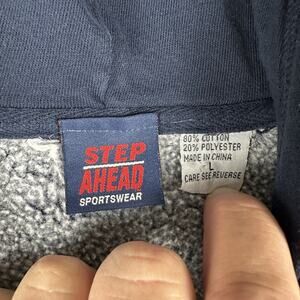 STEP
AHEAD
SPORTSWEAR
80% COTTON
20% POLYESTER
MADE IN CHINA
L
CARE SEE REVERSE